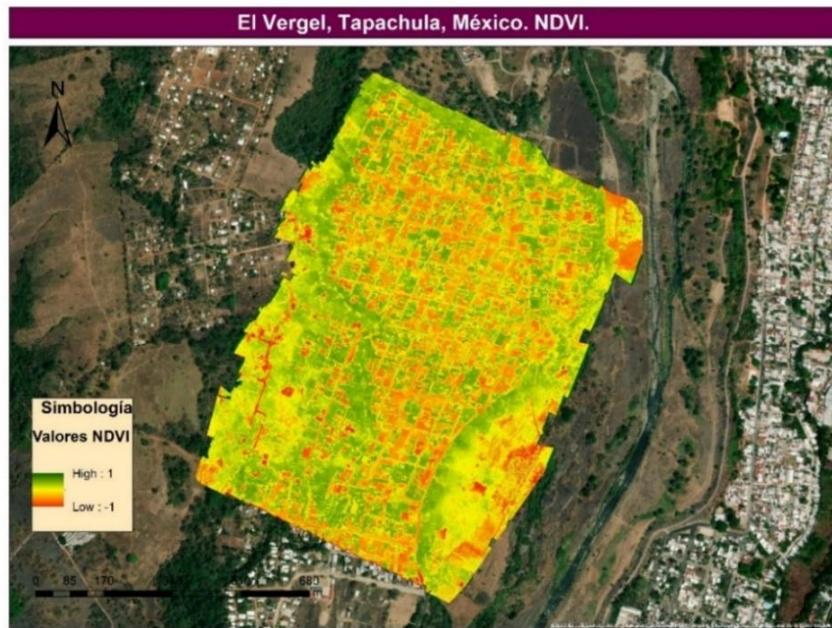 El Vergel, Tapachula, México. NDVI.
N
Simbología
Valores NDVI
High : 1
Low : -1
0 85 170 680
m